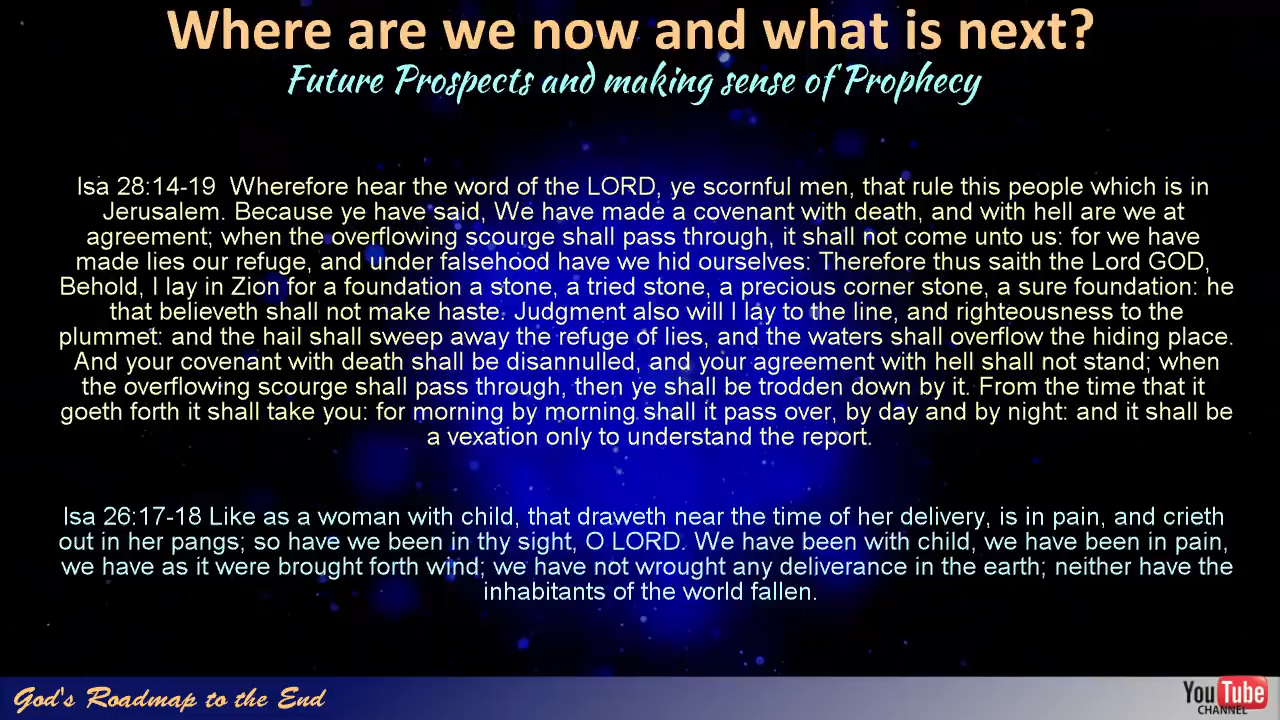 Where are we now and what is next?
Future Prospects and making sense of Prophecy
Isa 28:14-19  Wherefore hear the word of the LORD, ye scornful men, that rule this people which is in
Jerusalem. Because ye have said, We have made a covenant with death, and with hell are we at
agreement; when the overflowing scourge shall pass through, it shall not come unto us: for we have
made lies our refuge, and under falsehood have we hid ourselves: Therefore thus saith the Lord GOD,
Behold, I lay in Zion for a foundation a stone, a tried stone, a precious corner stone, a sure foundation: he
that believeth shall not make haste. Judgment also will I lay to the line, and righteousness to the
plummet: and the hail shall sweep away the refuge of lies, and the waters shall overflow the hiding place.
And your covenant with death shall be disannulled, and your agreement with hell shall not stand; when
the overflowing scourge shall pass through, then ye shall be trodden down by it. From the time that it
goeth forth it shall take you: for morning by morning shall it pass over, by day and by night: and it shall be
a vexation only to understand the report.
Isa 26:17-18 Like as a woman with child, that draweth near the time of her delivery, is in pain, and crieth
out in her pangs; so have we been in thy sight, O LORD. We have been with child, we have been in pain,
we have as it were brought forth wind; we have not wrought any deliverance in the earth; neither have the
inhabitants of the world fallen.
God's Roadmap to the End
YouTube
CHANNEL